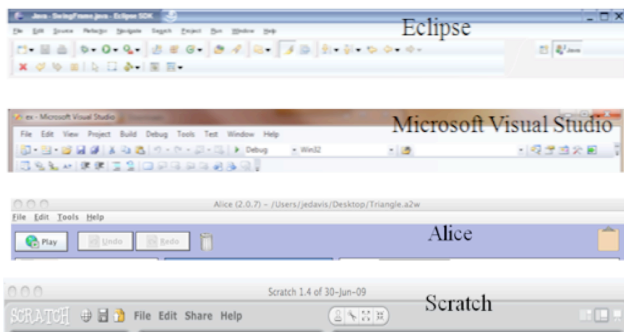 Java - SwingFrame.java - Eclipse SDK
Eclipse
File Edit Source Refactor Navigate Search Project Run Window Help
Java
ex - Microsoft Visual Studio
Microsoft Visual Studio
File Edit View Project Build Debug Tools Test Window Help
Debug Win32
Alice (2.0.7) - /Users/jedavis/Desktop/Triangle.a2w
File Edit Tools Help
Alice
Play Undo Redo
Scratch 1.4 of 30-Jun-09
Scratch
SCRATCH File Edit Share Help